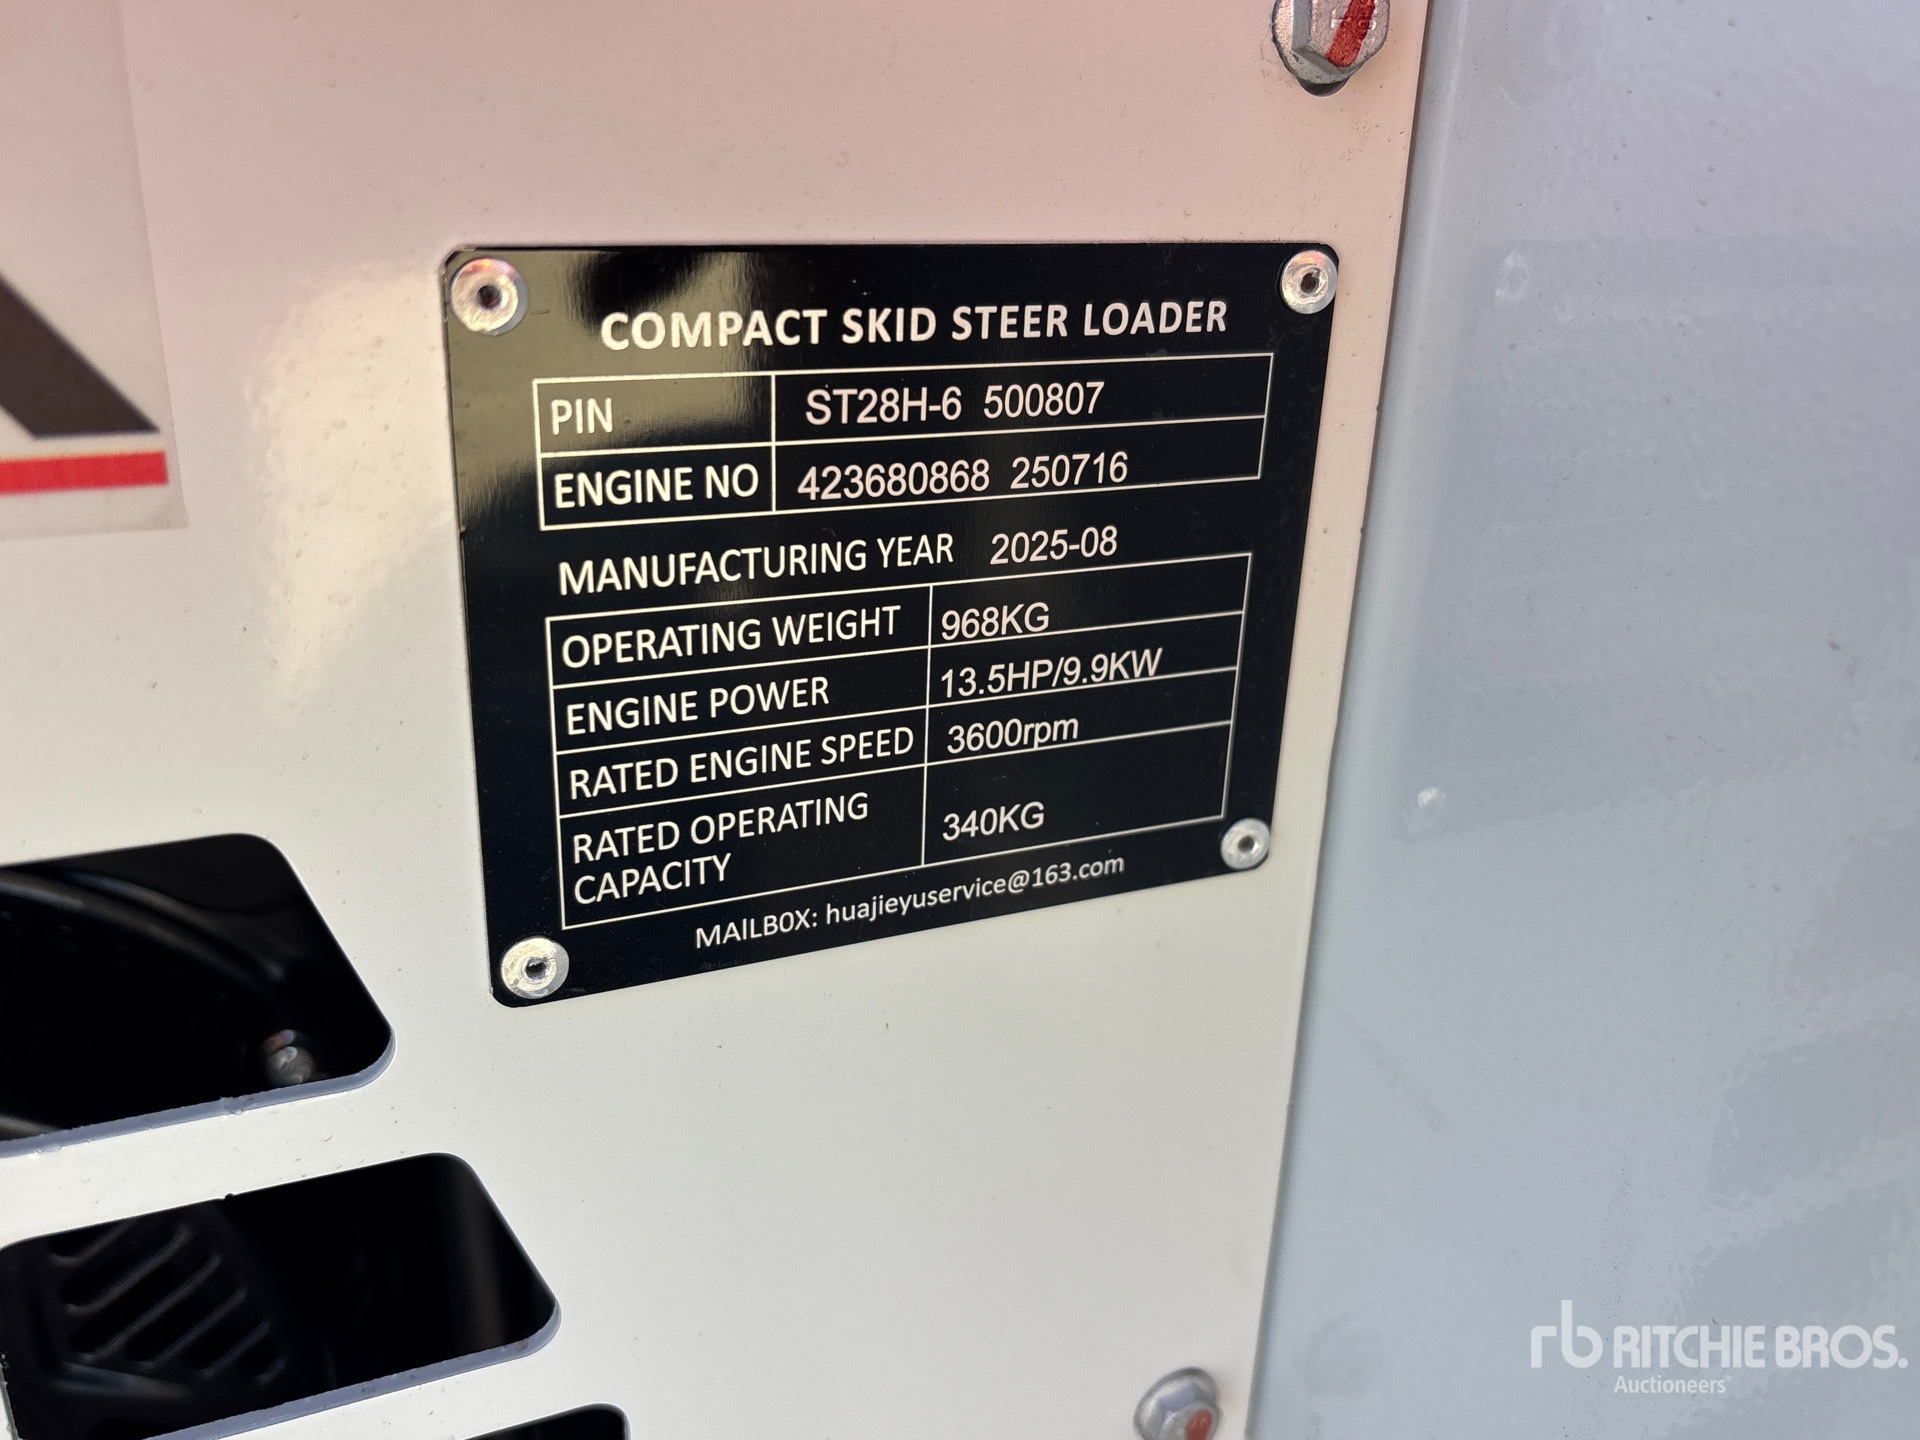 COMPACT SKID STEER LOADER
PIN ST28H-6 500807
ENGINE NO 423680868 250716
MANUFACTURING YEAR 2025-08
OPERATING WEIGHT 968KG
ENGINE POWER 13.5HP/9.9KW
RATED ENGINE SPEED 3600rpm
RATED OPERATING CAPACITY 340KG
MAILBOX: huajieyuservice@163.com
rb RITCHIE BROS.
Auctioneers